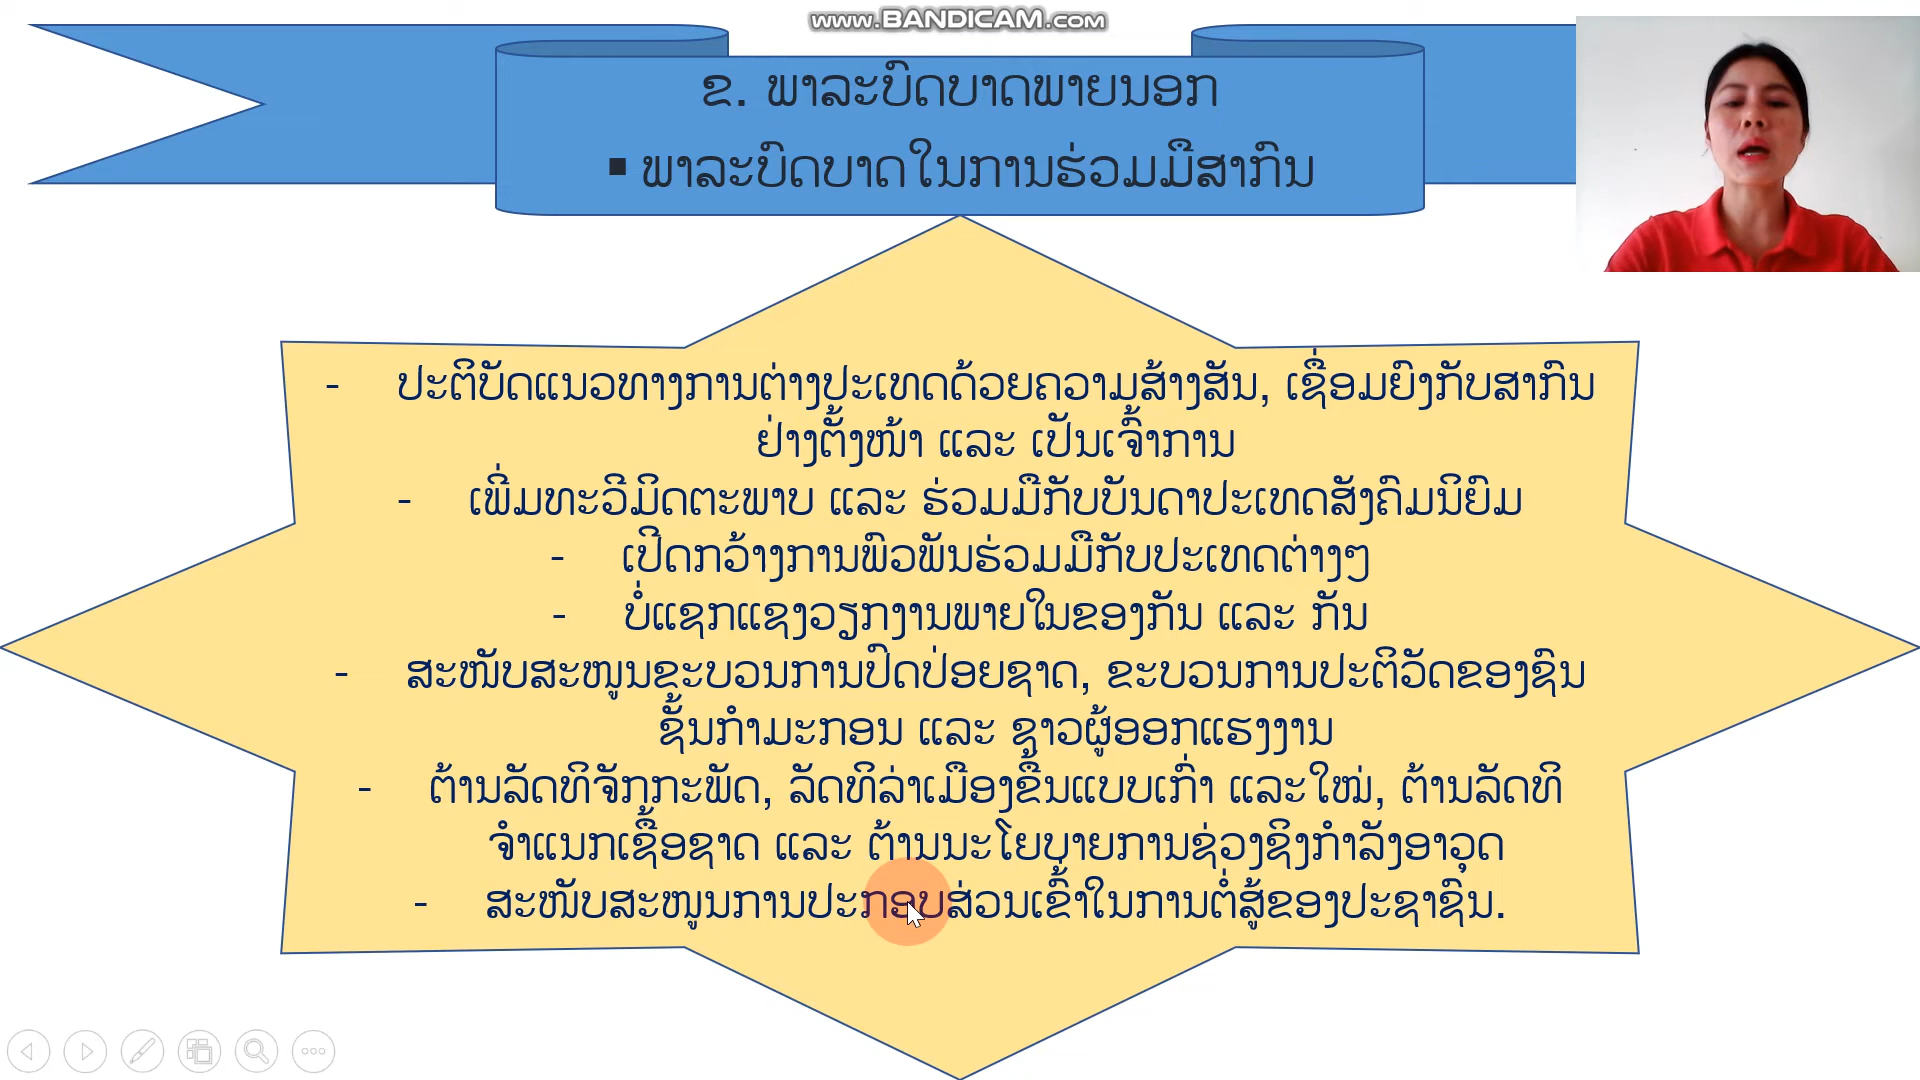 www.BANDICAM.com
ຂ. ພາລະບົດບາດພາຍນອກ
▪ ພາລະບົດບາດໃນການຮ່ວມມືສາກົນ
- ປະຕິບັດແນວທາງການຕ່າງປະເທດດ້ວຍຄວາມສ້າງສັນ, ເຊື່ອມຍົງກັບສາກົນ
ຢ່າງຕັ້ງໜ້າ ແລະ ເປັນເຈົ້າການ
- ເພີ່ມທະວີມິດຕະພາບ ແລະ ຮ່ວມມືກັບບັນດາປະເທດສັງຄົມນິຍົມ
- ເປີດກວ້າງການພົວພັນຮ່ວມມືກັບປະເທດຕ່າງໆ
- ບໍ່ແຊກແຊງວຽກງານພາຍໃນຂອງກັນ ແລະ ກັນ
- ສະໜັບສະໜູນຂະບວນການປົດປ່ອຍຊາດ, ຂະບວນການປະຕິວັດຂອງຊົນ
ຊັ້ນກຳມະກອນ ແລະ ຊາວຜູ້ອອກແຮງງານ
- ຕ້ານລັດທິຈັກກະພັດ, ລັດທິລ່າເມືອງຂຶ້ນແບບເກົ່າ ແລະໃໝ່, ຕ້ານລັດທິ
ຈຳແນກເຊື້ອຊາດ ແລະ ຕ້ານນະໂຍບາຍການຊ່ວງຊິງກຳລັງອາວຸດ
- ສະໜັບສະໜູນການປະກອບສ່ວນເຂົ້າໃນການຕໍ່ສູ້ຂອງປະຊາຊົນ.